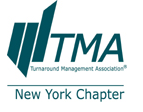 TMA
Turnaround Management Association®
New York Chapter